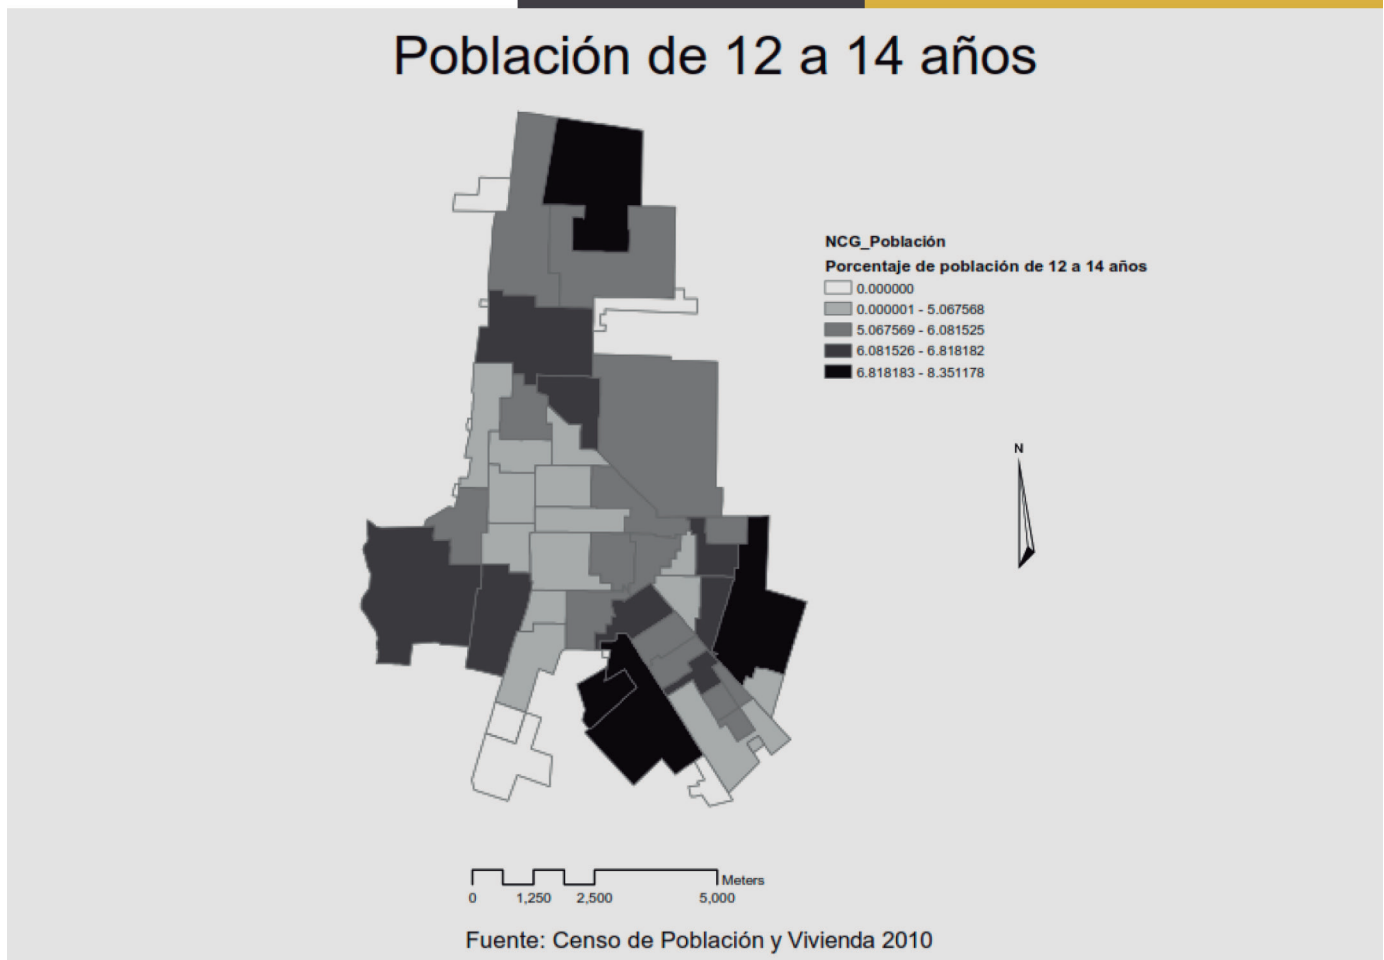 Población de 12 a 14 años
NCG_Población
Porcentaje de población de 12 a 14 años
0.000000
0.000001 - 5.067568
5.067569 - 6.081525
6.081526 - 6.818182
6.818183 - 8.351178
N
Meters
0 1,250 2,500 5,000
Fuente: Censo de Población y Vivienda 2010